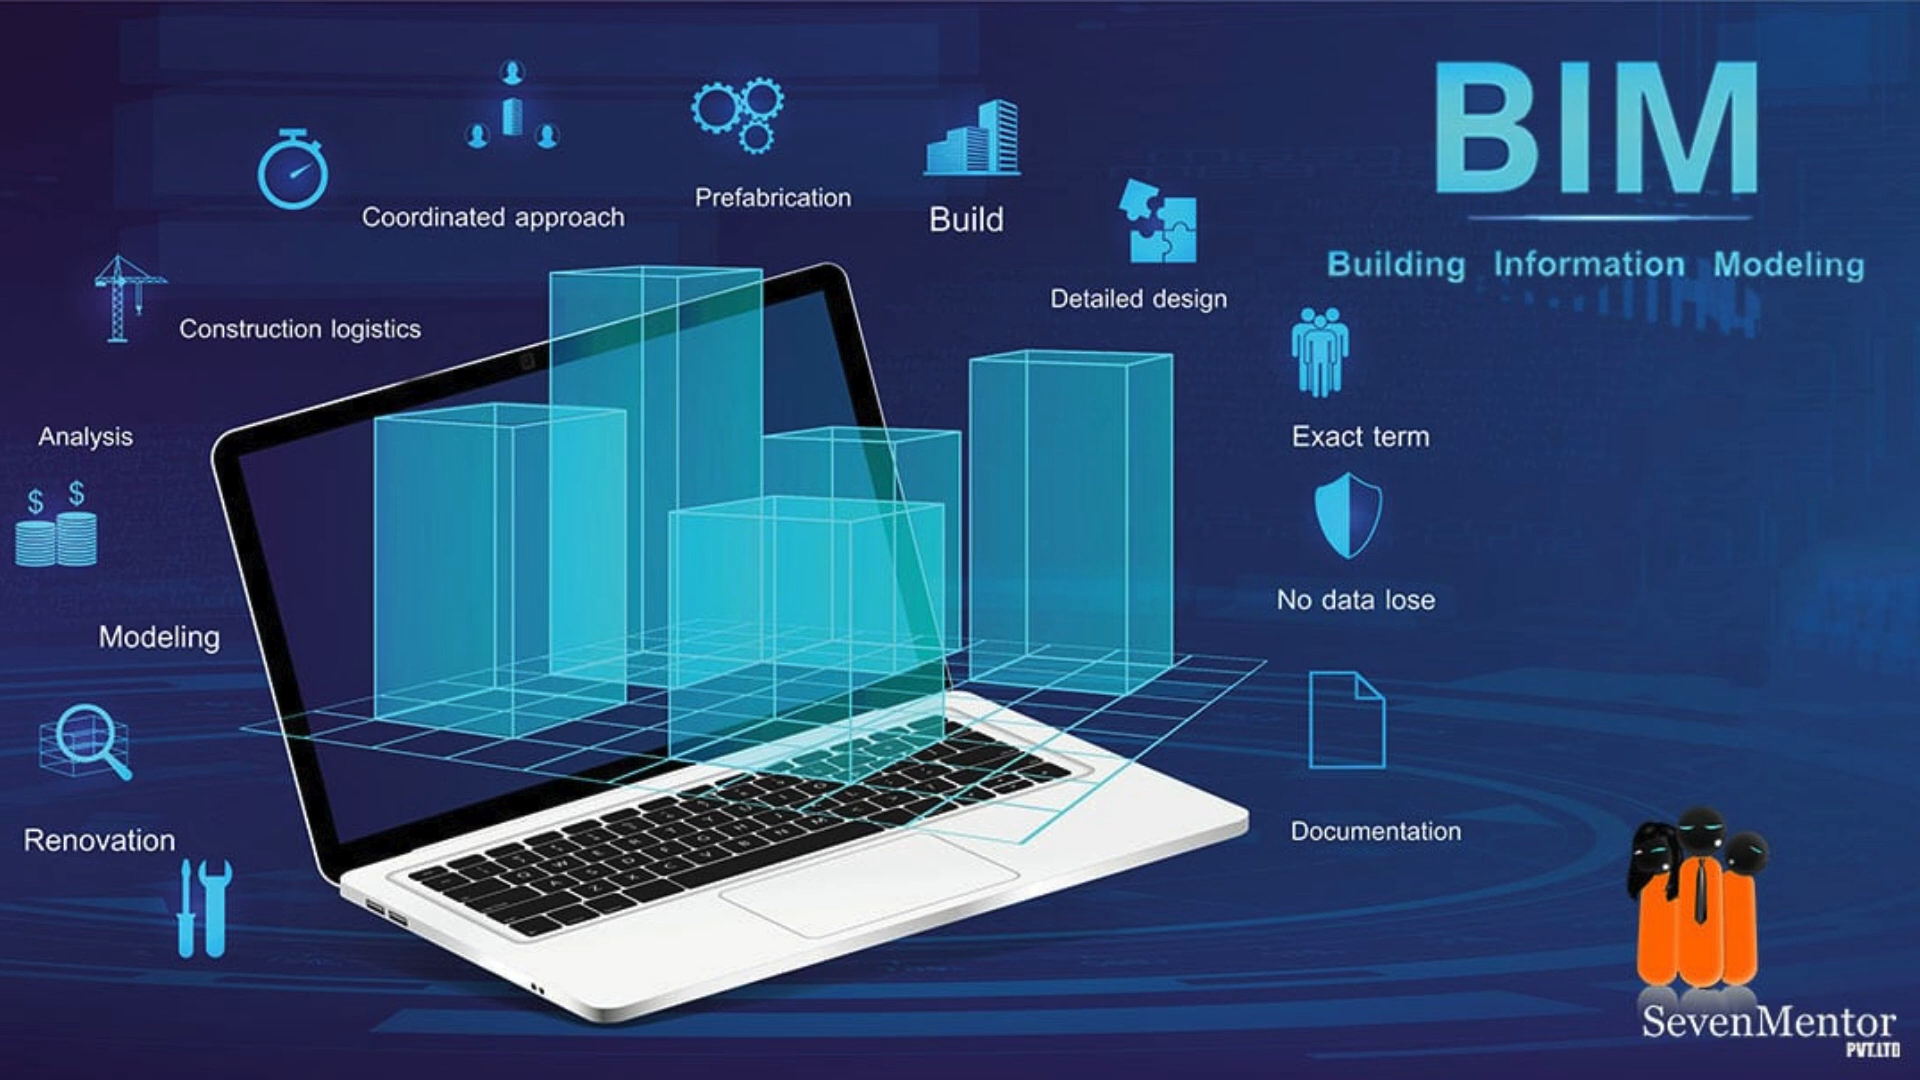 BIM
Building Information Modeling
Coordinated approach
Prefabrication
Build
Detailed design
Construction logistics
Exact term
Analysis
$ $
No data lose
Modeling
Documentation
Renovation
SevenMentor
PVT.LTD